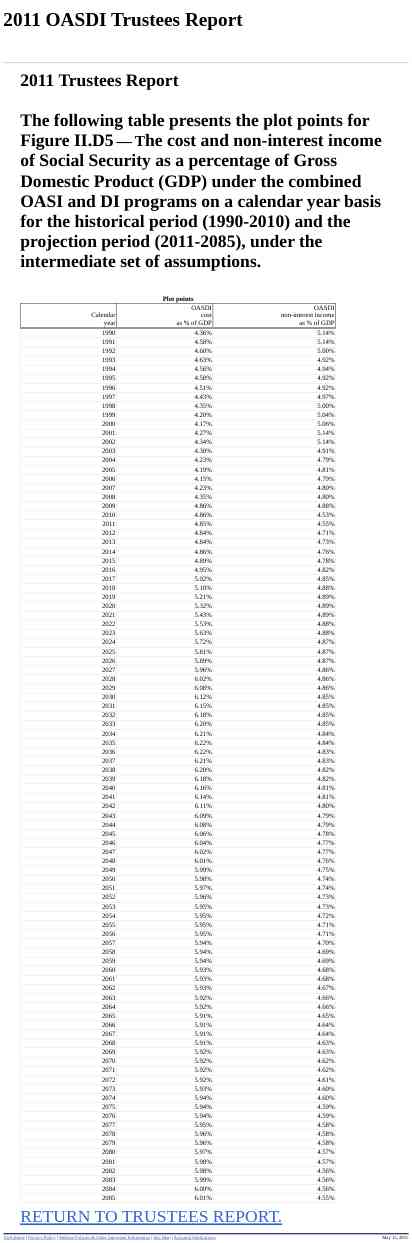 2011 OASDI Trustees Report
2011 Trustees Report
The following table presents the plot points for
Figure II.D5 — The cost and non-interest income
of Social Security as a percentage of Gross
Domestic Product (GDP) under the combined
OASI and DI programs on a calendar year basis
for the historical period (1990-2010) and the
projection period (2011-2085), under the
intermediate set of assumptions.
Plot points
Calendar year OASDI cost as % of GDP OASDI non-interest income as % of GDP
1990 4.36% 5.14%
1991 4.58% 5.14%
1992 4.60% 5.00%
1993 4.63% 4.92%
1994 4.56% 4.94%
1995 4.58% 4.92%
1996 4.51% 4.92%
1997 4.43% 4.97%
1998 4.35% 5.00%
1999 4.20% 5.04%
2000 4.17% 5.06%
2001 4.27% 5.14%
2002 4.34% 5.14%
2003 4.30% 4.91%
2004 4.23% 4.79%
2005 4.19% 4.81%
2006 4.15% 4.79%
2007 4.23% 4.80%
2008 4.35% 4.80%
2009 4.86% 4.88%
2010 4.86% 4.53%
2011 4.85% 4.55%
2012 4.84% 4.71%
2013 4.84% 4.73%
2014 4.86% 4.76%
2015 4.89% 4.78%
2016 4.95% 4.82%
2017 5.02% 4.85%
2018 5.10% 4.88%
2019 5.21% 4.89%
2020 5.32% 4.89%
2021 5.43% 4.89%
2022 5.53% 4.88%
2023 5.63% 4.88%
2024 5.72% 4.87%
2025 5.81% 4.87%
2026 5.89% 4.87%
2027 5.96% 4.86%
2028 6.02% 4.86%
2029 6.08% 4.86%
2030 6.12% 4.85%
2031 6.15% 4.85%
2032 6.18% 4.85%
2033 6.20% 4.85%
2034 6.21% 4.84%
2035 6.22% 4.84%
2036 6.22% 4.83%
2037 6.21% 4.83%
2038 6.20% 4.82%
2039 6.18% 4.82%
2040 6.16% 4.81%
2041 6.14% 4.81%
2042 6.11% 4.80%
2043 6.09% 4.79%
2044 6.08% 4.79%
2045 6.06% 4.78%
2046 6.04% 4.77%
2047 6.02% 4.77%
2048 6.01% 4.76%
2049 5.99% 4.75%
2050 5.98% 4.74%
2051 5.97% 4.74%
2052 5.96% 4.73%
2053 5.95% 4.73%
2054 5.95% 4.72%
2055 5.95% 4.71%
2056 5.95% 4.71%
2057 5.94% 4.70%
2058 5.94% 4.69%
2059 5.94% 4.69%
2060 5.93% 4.68%
2061 5.93% 4.68%
2062 5.93% 4.67%
2063 5.92% 4.66%
2064 5.92% 4.66%
2065 5.91% 4.65%
2066 5.91% 4.64%
2067 5.91% 4.64%
2068 5.91% 4.63%
2069 5.92% 4.63%
2070 5.92% 4.62%
2071 5.92% 4.62%
2072 5.92% 4.61%
2073 5.93% 4.60%
2074 5.94% 4.60%
2075 5.94% 4.59%
2076 5.94% 4.59%
2077 5.95% 4.58%
2078 5.96% 4.58%
2079 5.96% 4.58%
2080 5.97% 4.57%
2081 5.98% 4.57%
2082 5.98% 4.56%
2083 5.99% 4.56%
2084 6.00% 4.56%
2085 6.01% 4.55%
RETURN TO TRUSTEES REPORT.